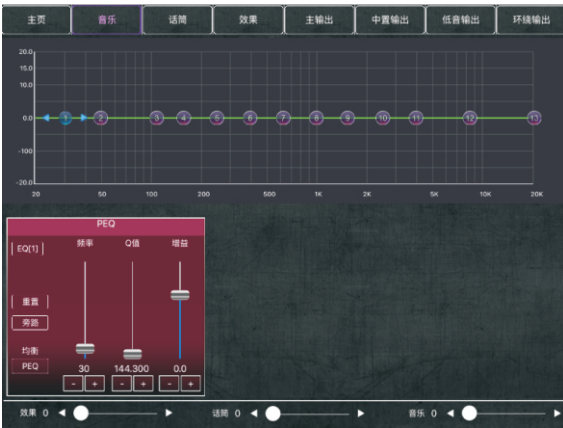 主页 音乐 话筒 效果 主输出 中置输出 低音输出 环绕输出
20.0
15.0
10.0
0.0
-100
-20.0
1 2 3 4 5 6 7 8 9 10 11 12 13
20 50 100 200 500 1K 2K 5K 10K 20K
PEQ
EQ[1] 频率 Q值 增益
重置
旁路
均衡
PEQ 30 144.300 0.0
- + - + - +
效果 0 话筒 0 音乐 0